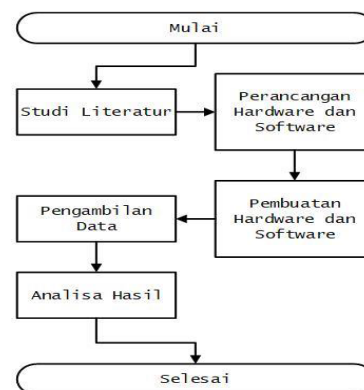 Mulai
Studi Literatur
Perancangan
Hardware dan
Software
Pembuatan
Hardware dan
Software
Pengambilan
Data
Analisa Hasil
Selesai